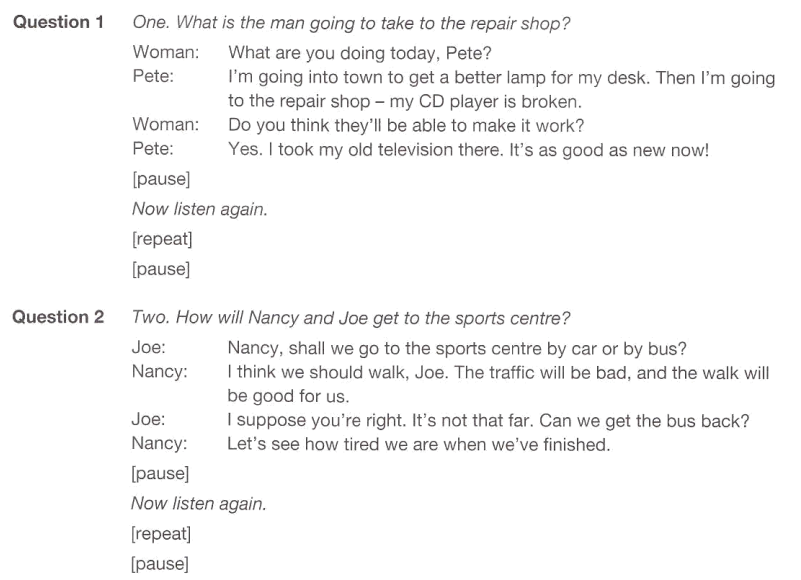 Question 1 One. What is the man going to take to the repair shop?
Woman: What are you doing today, Pete?
Pete: I'm going into town to get a better lamp for my desk. Then I'm going
to the repair shop – my CD player is broken.
Woman: Do you think they'll be able to make it work?
Pete: Yes. I took my old television there. It's as good as new now!
[pause]
Now listen again.
[repeat]
[pause]
Question 2 Two. How will Nancy and Joe get to the sports centre?
Joe: Nancy, shall we go to the sports centre by car or by bus?
Nancy: I think we should walk, Joe. The traffic will be bad, and the walk will
be good for us.
Joe: I suppose you're right. It's not that far. Can we get the bus back?
Nancy: Let's see how tired we are when we've finished.
[pause]
Now listen again.
[repeat]
[pause]